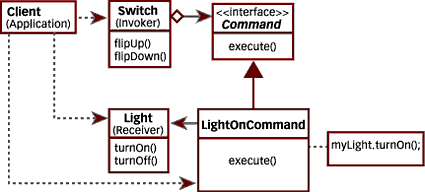 Client
(Application)
Switch
(Invoker)
flipUp()
flipDown()
<<interface>>
Command
execute()
Light
(Receiver)
turnOn()
turnOff()
LightOnCommand
execute()
myLight.turnOn();